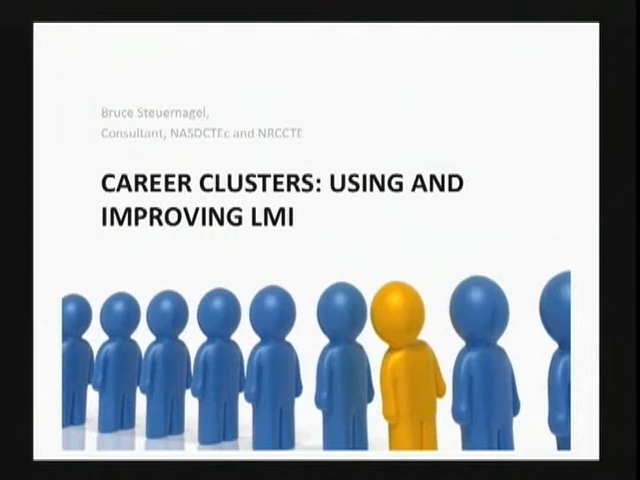 Bruce Steuernagel,
Consultant, NASDCTEc and NRCCTE
CAREER CLUSTERS: USING AND
IMPROVING LMI